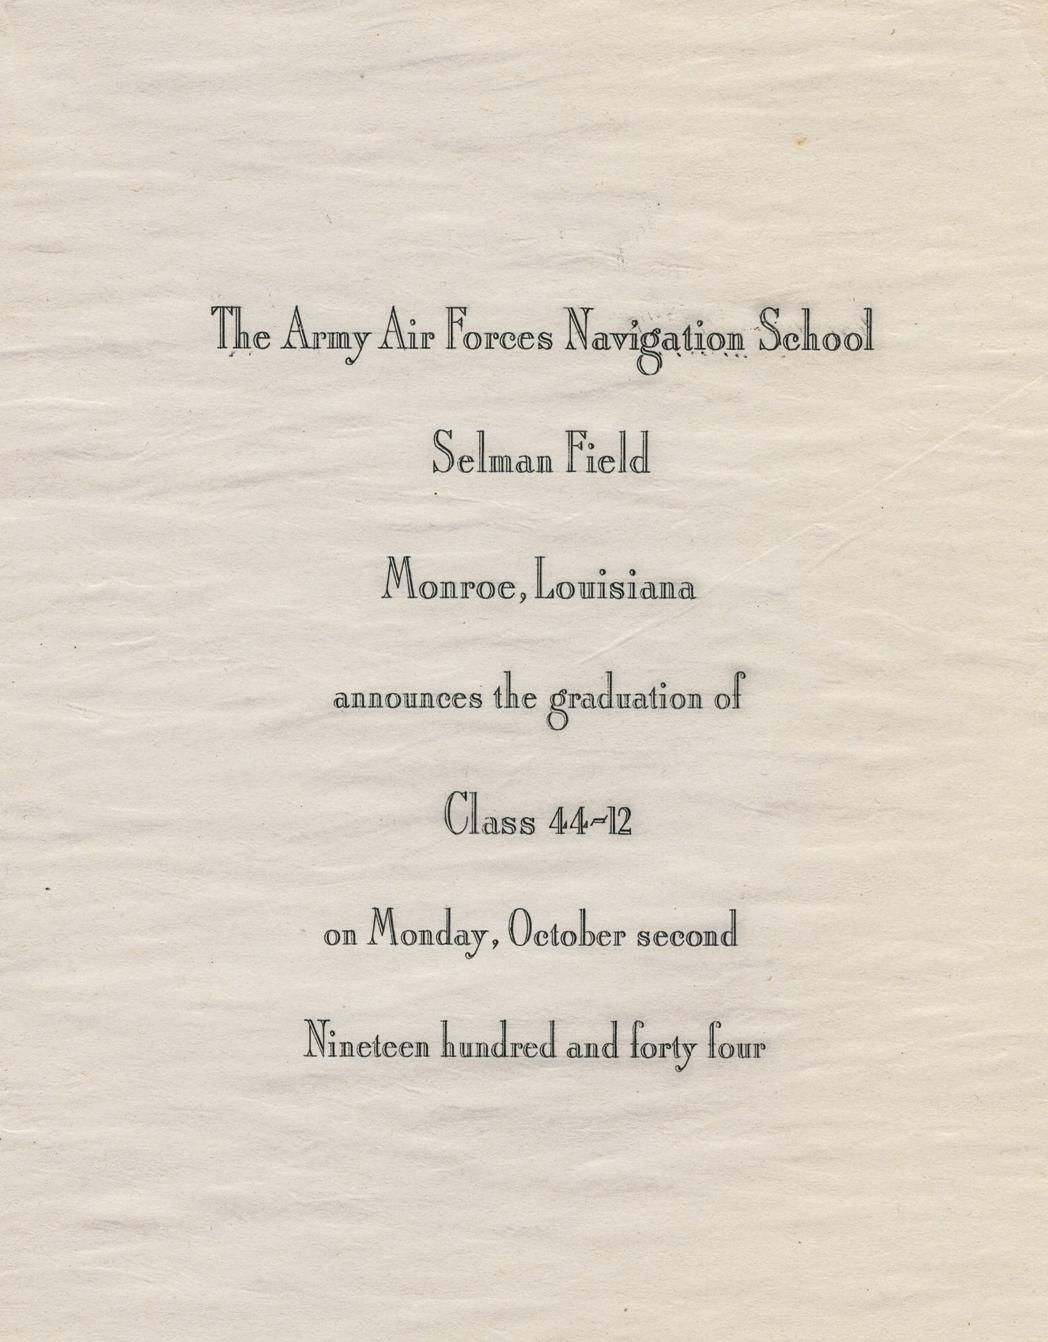 The Army Air Forces Navigation School
Selman Field
Monroe, Louisiana
announces the graduation of
Class 44-12
on Monday, October second
Nineteen hundred and forty four